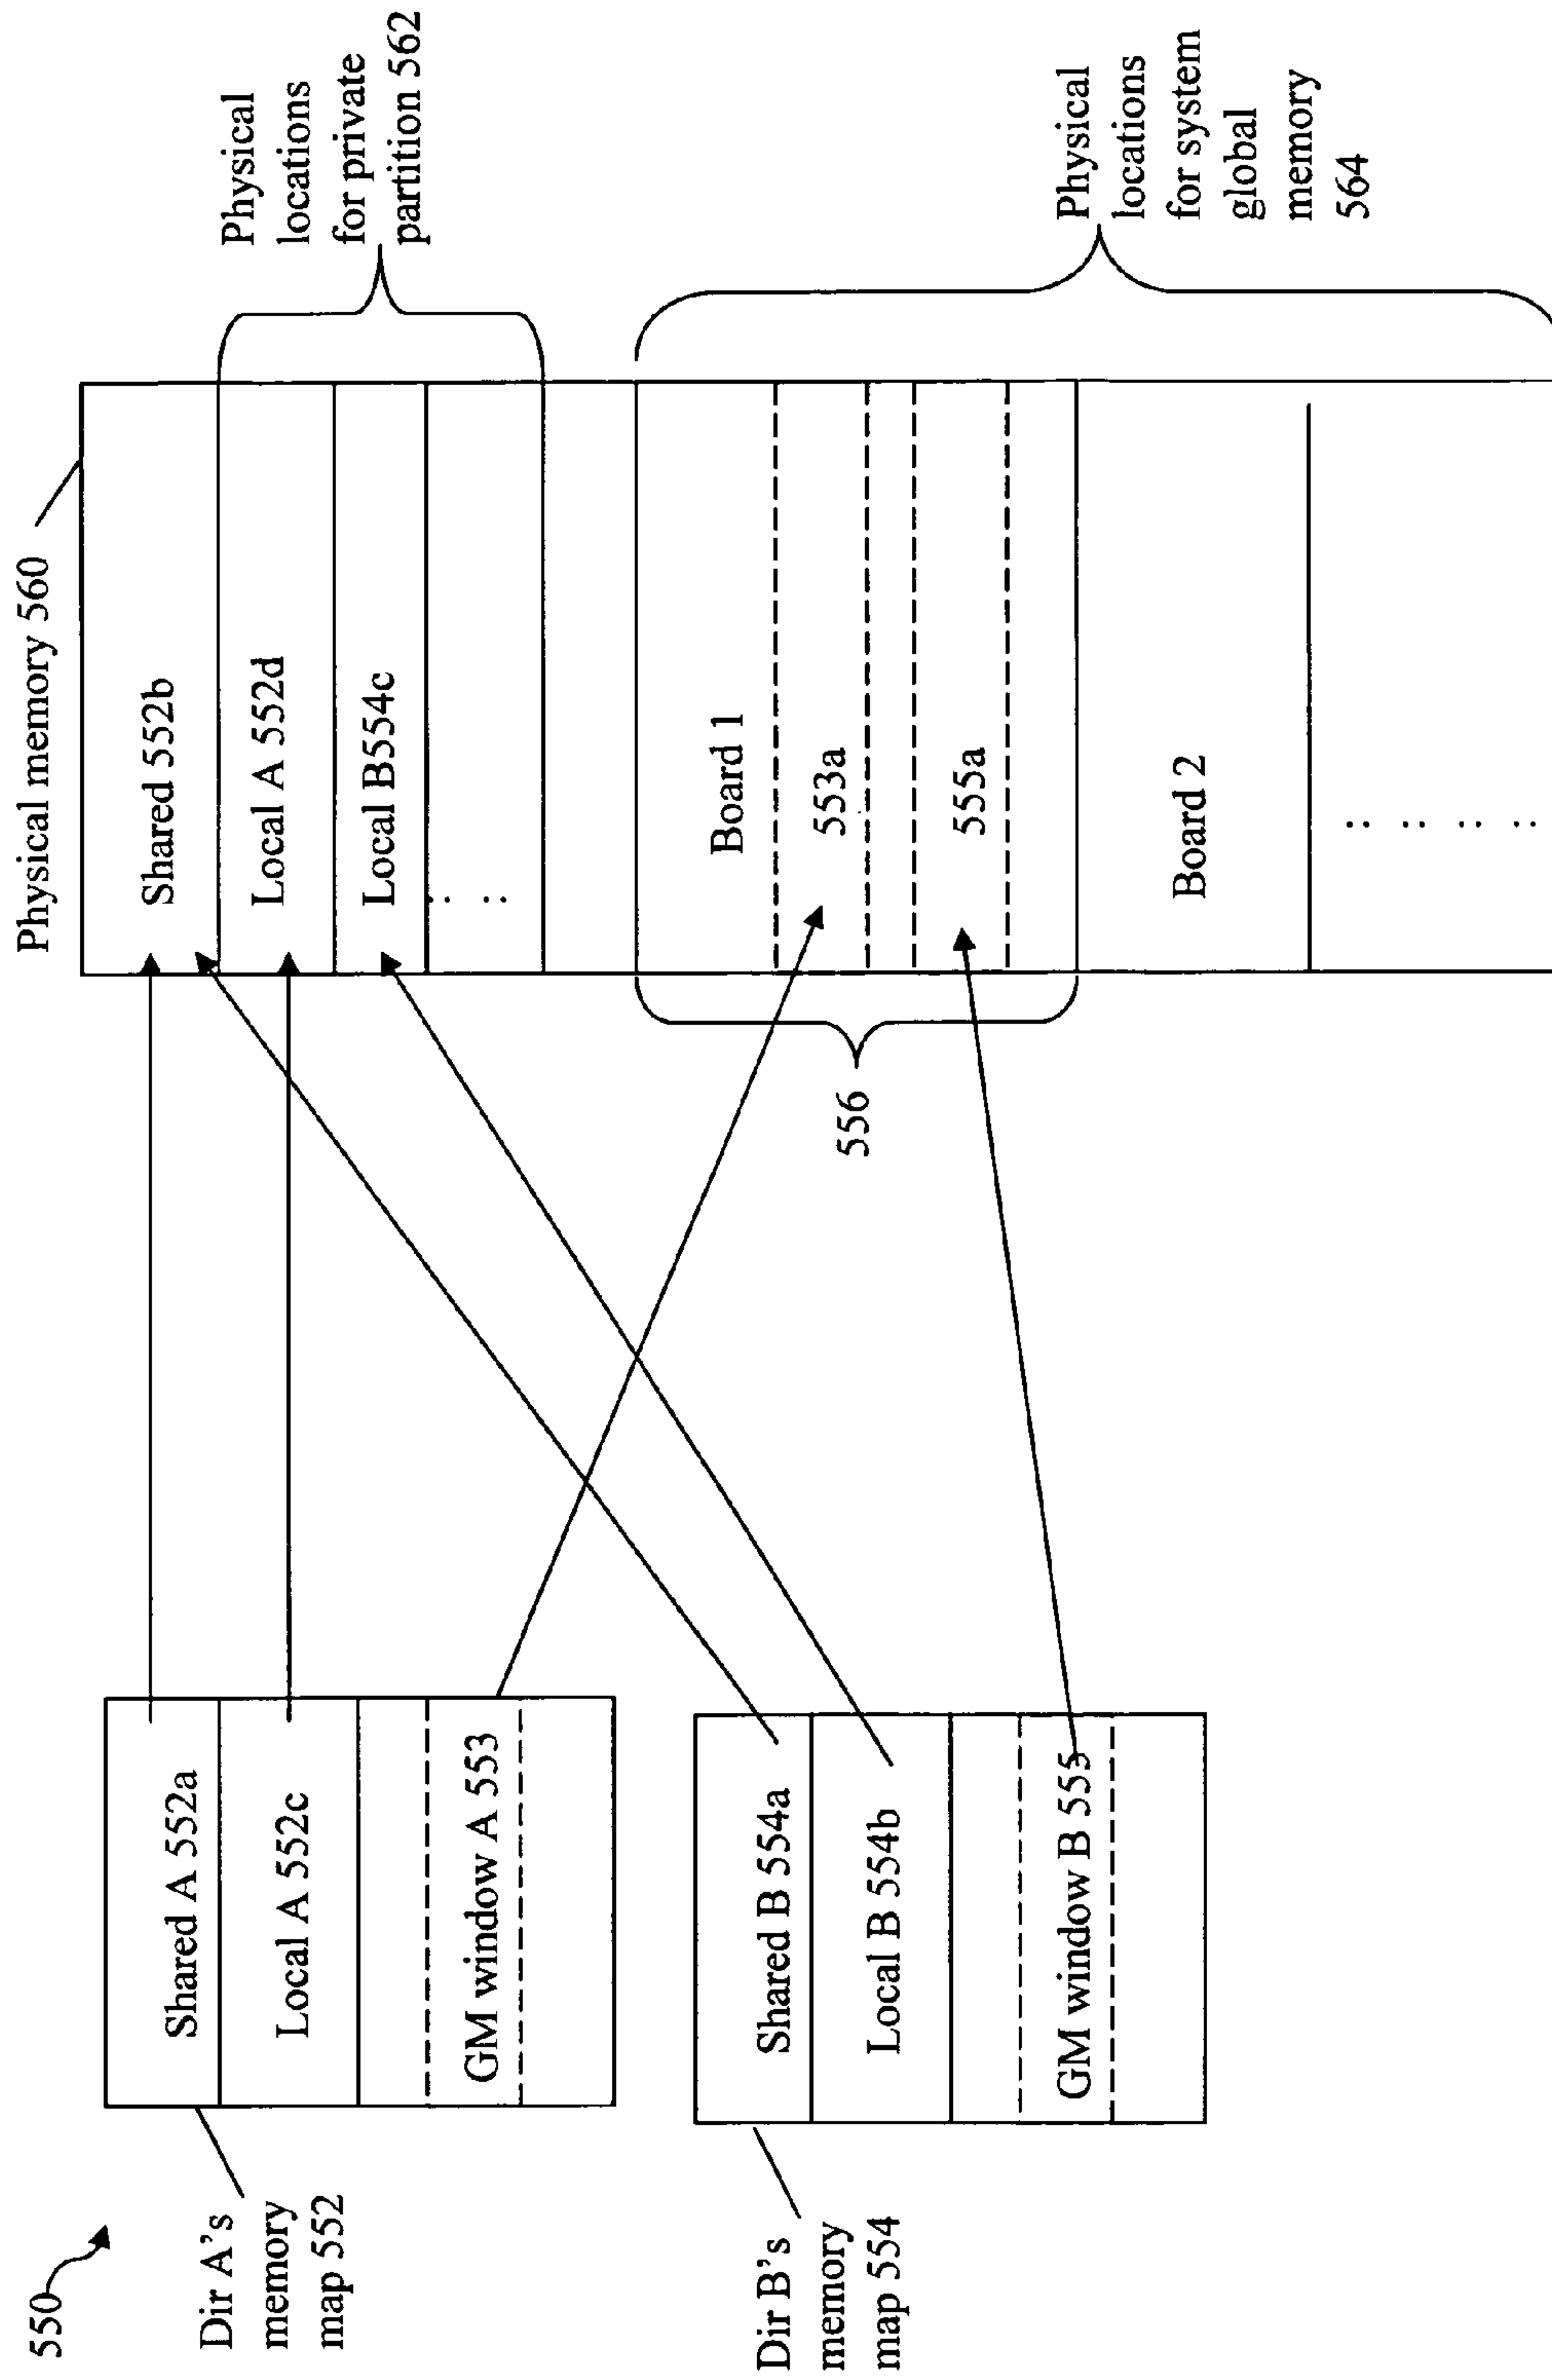 550
Dir A's
memory
map 552
Shared A 552a
Local A 552c
GM window A 553
Dir B's
memory
map 554
Shared B 554a
Local B 554b
GM window B 555
Physical memory 560
Shared 552b
Local A 552d
Local B554c
Board 1
553a
555a
556
Board 2
Physical
locations
for private
partition 562
Physical
locations
for system
global
memory
564